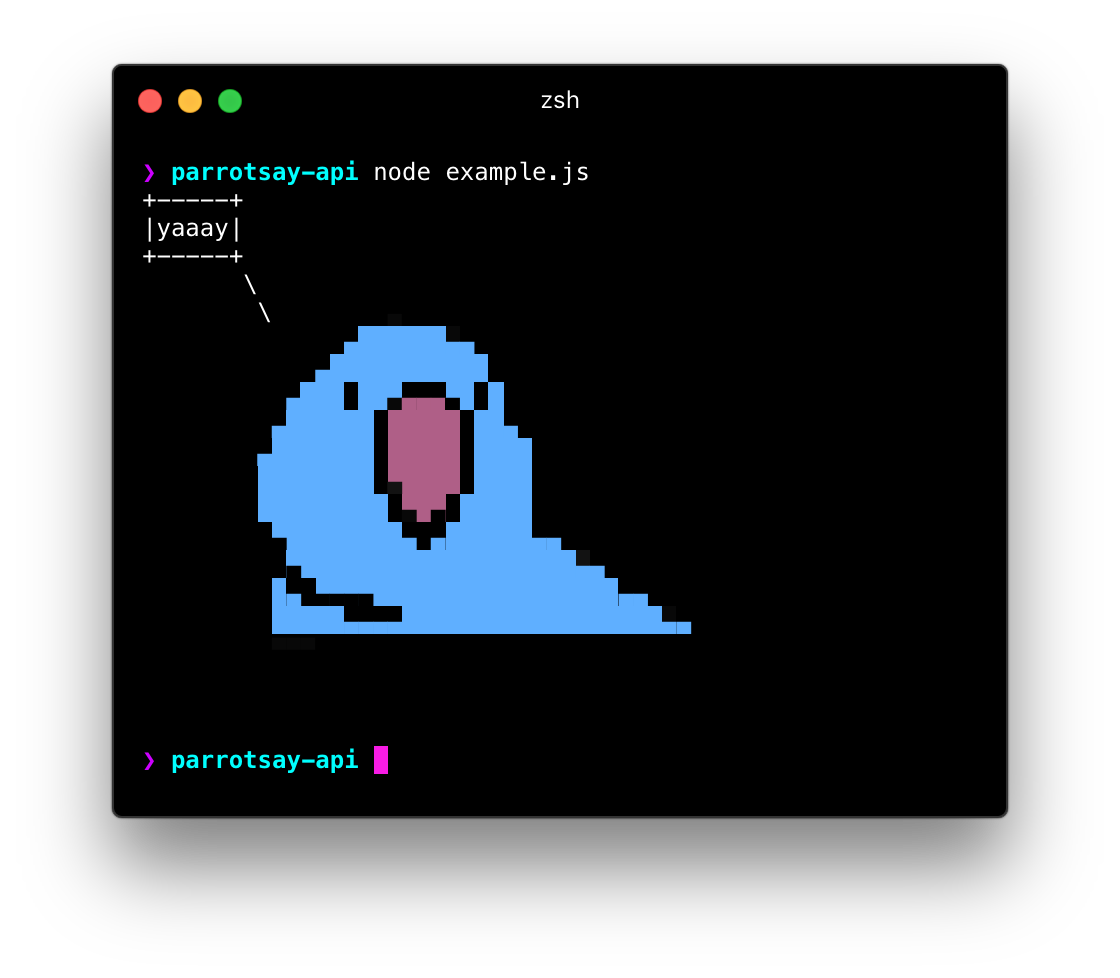 zsh
❯ parrotsay-api node example.js
+-----+
|yaaay|
+-----+
\
\
❯ parrotsay-api